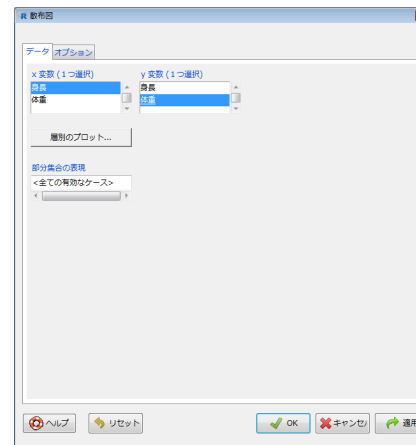 R 散布図
データ オプション
x 変数 (１つ選択) y 変数 (１つ選択)
身長 身長
体重 体重
層別のプロット...
部分集合の表現
<全ての有効なケース>
ヘルプ リセット OK キャンセル 適用